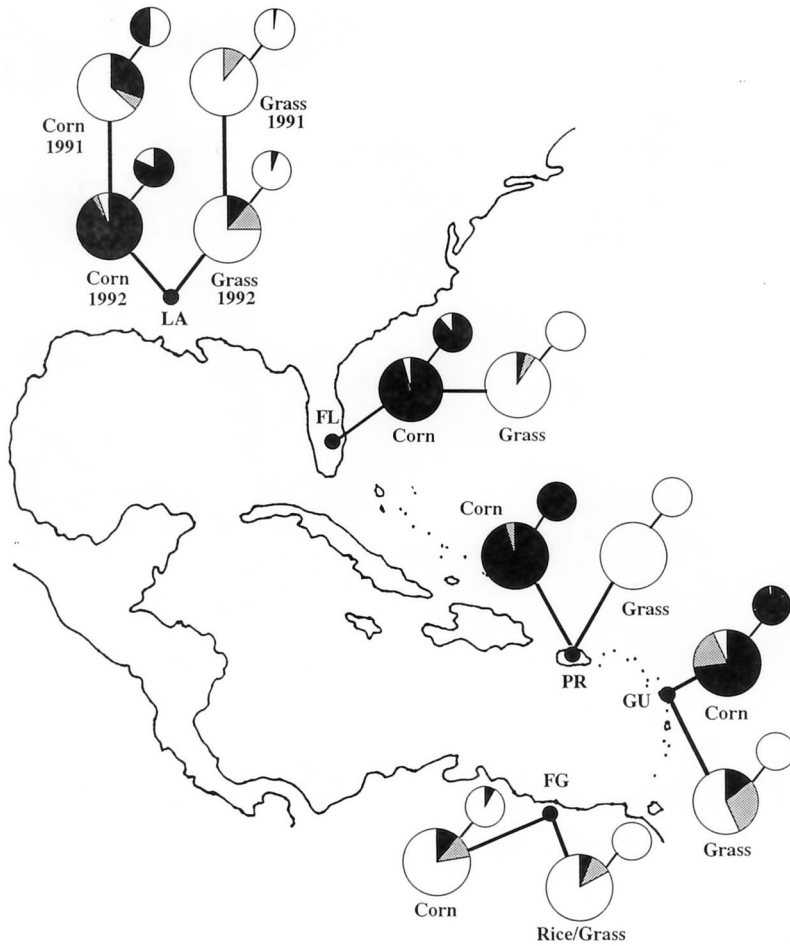 Grass
1991
Corn
1991
Corn
1992
Grass
1992
LA
FL
Corn
Grass
Corn
Grass
PR
GU
Corn
FG
Grass
Corn
Rice/Grass